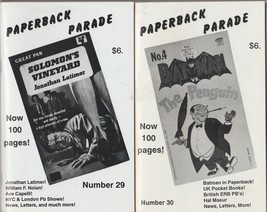 PAPERBACK
PARADE
$6.
GREAT PAN
SOLOMON'S
VINEYARD
Jonathan Latimer
Now
100
pages!
Jonathan Latimer!
William F. Nolan!
Ace Capelli!
NYC & London Pb Shows!
News, Letters, and much more!
Number 29
PAPERBACK
PARADE
$6.
No.4
BATMAN
The Penguin
Now
100
pages!
Batman in Paperback!
UK Pocket Books!
British ERB PB's!
Hal Masur
News, Letters, More!
Number 30